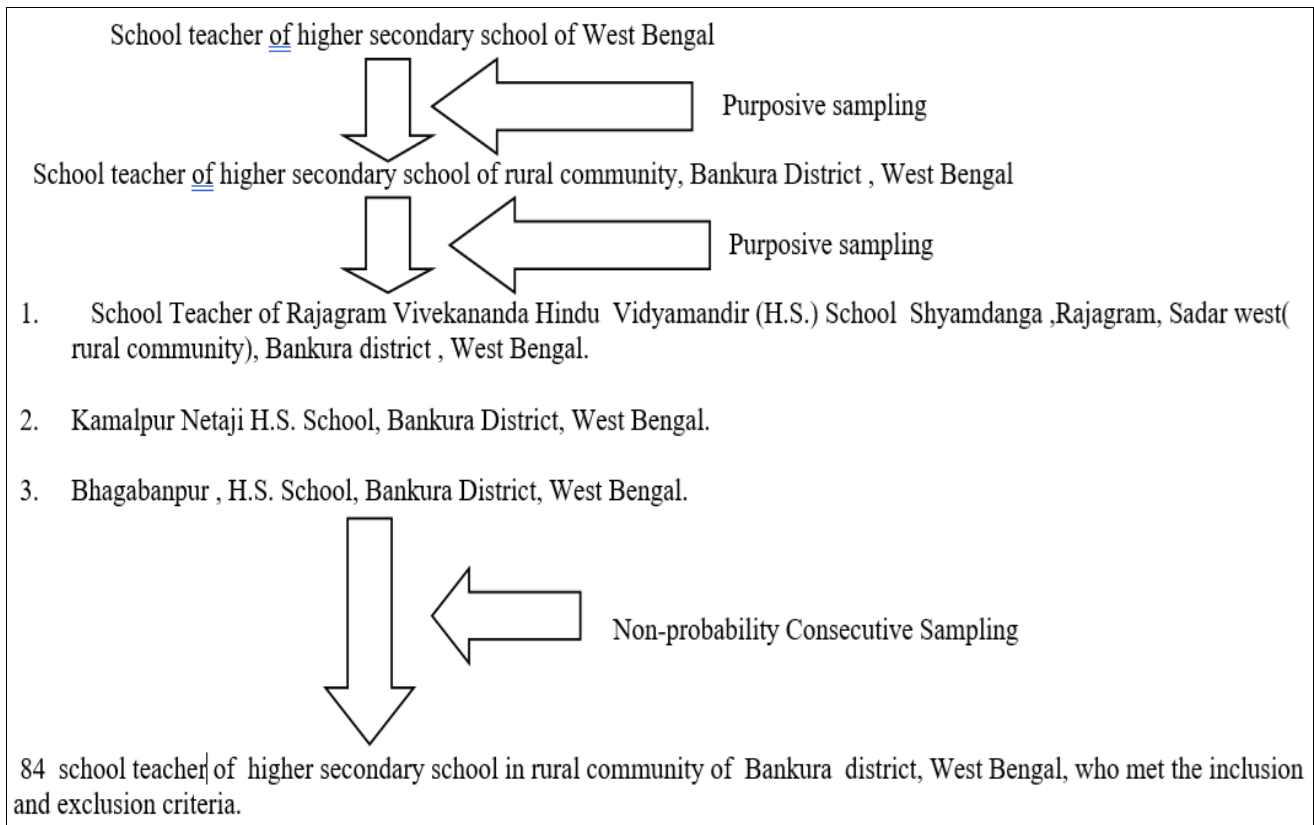 School teacher of higher secondary school of West Bengal
Purposive sampling
School teacher of higher secondary school of rural community, Bankura District , West Bengal
Purposive sampling
1. School Teacher of Rajagram Vivekananda Hindu Vidyamandir (H.S.) School Shyamdanga ,Rajagram, Sadar west(
rural community), Bankura district , West Bengal.
2. Kamalpur Netaji H.S. School, Bankura District, West Bengal.
3. Bhagabanpur , H.S. School, Bankura District, West Bengal.
Non-probability Consecutive Sampling
84 school teacher of higher secondary school in rural community of Bankura district, West Bengal, who met the inclusion
and exclusion criteria.